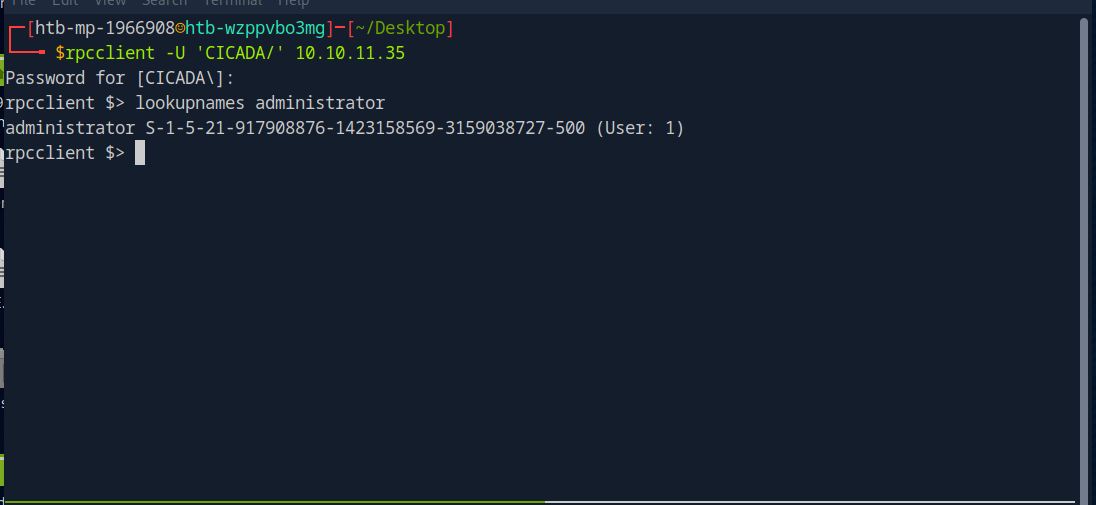 File Edit View Search Terminal Help
┌─[htb-mp-1966908☺htb-wzppvbo3mg]─[~/Desktop]
└──╼ $rpcclient -U 'CICADA/' 10.10.11.35
Password for [CICADA\]:
rpcclient $> lookupnames administrator
administrator S-1-5-21-917908876-1423158569-3159038727-500 (User: 1)
rpcclient $>